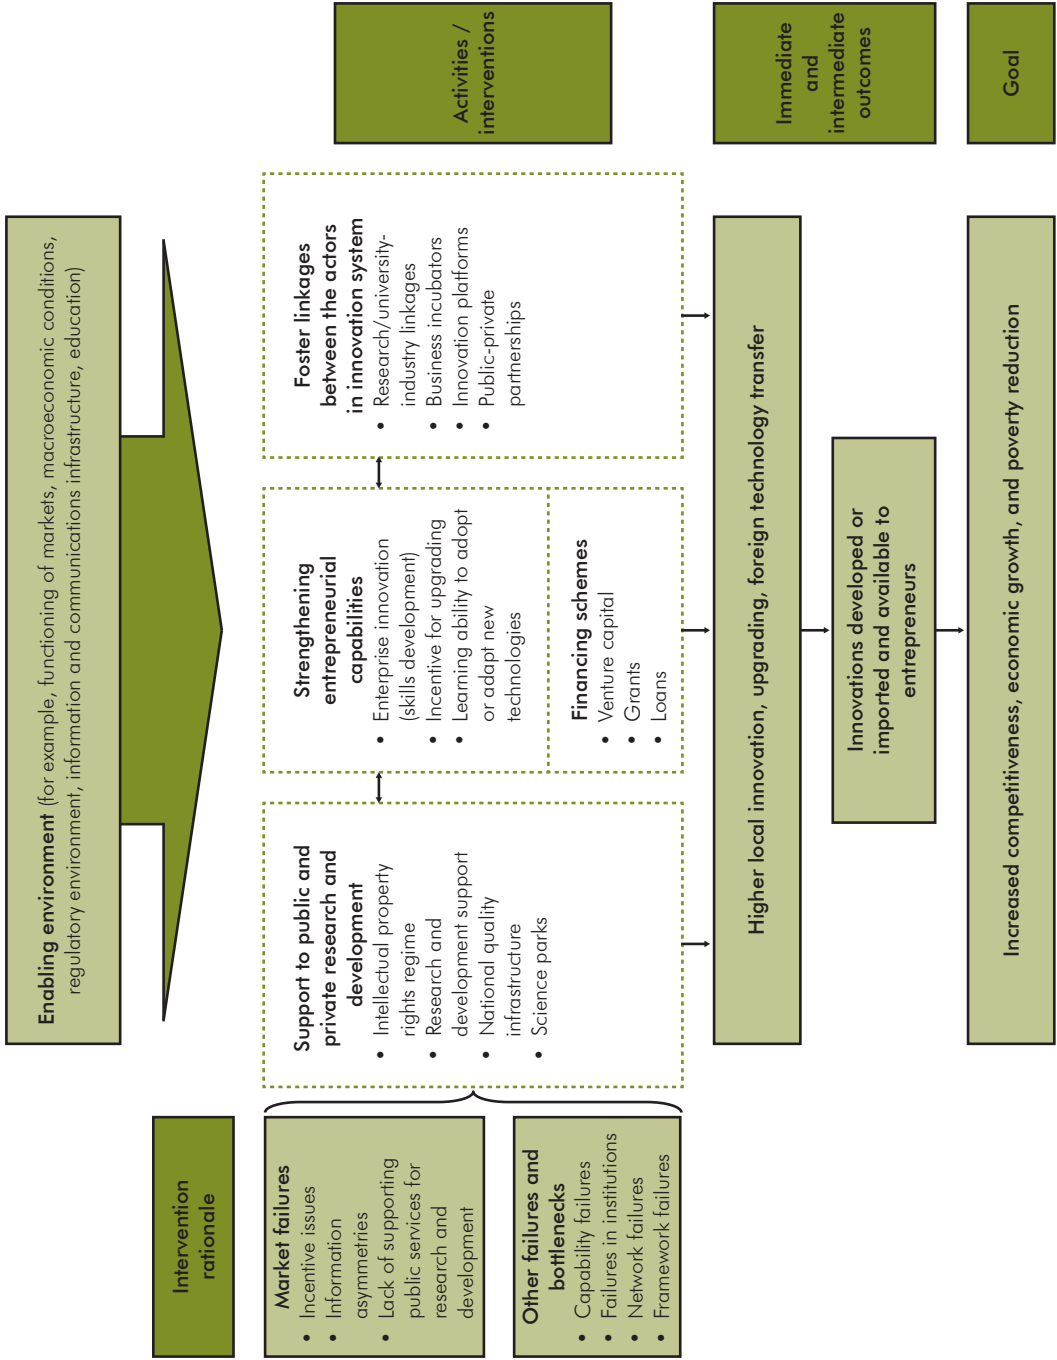 Enabling environment (for example, functioning of markets, macroeconomic conditions,
regulatory environment, information and communications infrastructure, education)
Intervention
rationale
Market failures
• Incentive issues
• Information
asymmetries
• Lack of supporting
public services for
research and
development
Other failures and
bottlenecks
• Capability failures
• Failures in institutions
• Network failures
• Framework failures
Support to public and
private research and
development
• Intellectual property
rights regime
• Research and
development support
• National quality
infrastructure
• Science parks
Strengthening
entrepreneurial
capabilities
• Enterprise innovation
(skills development)
• Incentive for upgrading
• Learning ability to adopt
or adapt new
technologies
Financing schemes
• Venture capital
• Grants
• Loans
Foster linkages
between the actors
in innovation system
• Research/university-
industry linkages
• Business incubators
• Innovation platforms
• Public-private
partnerships
Activities /
interventions
Higher local innovation, upgrading, foreign technology transfer
Immediate
and
intermediate
outcomes
Innovations developed or
imported and available to
entrepreneurs
Increased competitiveness, economic growth, and poverty reduction
Goal